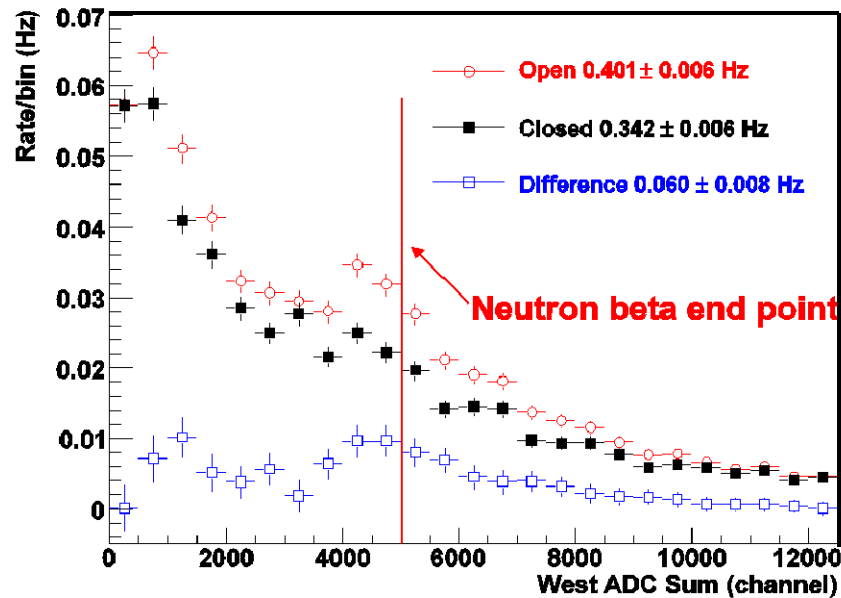 Rate/bin (Hz)
0.07
0.06
0.05
0.04
0.03
0.02
0.01
0
Open 0.401± 0.006 Hz
Closed 0.342 ± 0.006 Hz
Difference 0.060 ± 0.008 Hz
Neutron beta end point
0 2000 4000 6000 8000 10000 12000
West ADC Sum (channel)